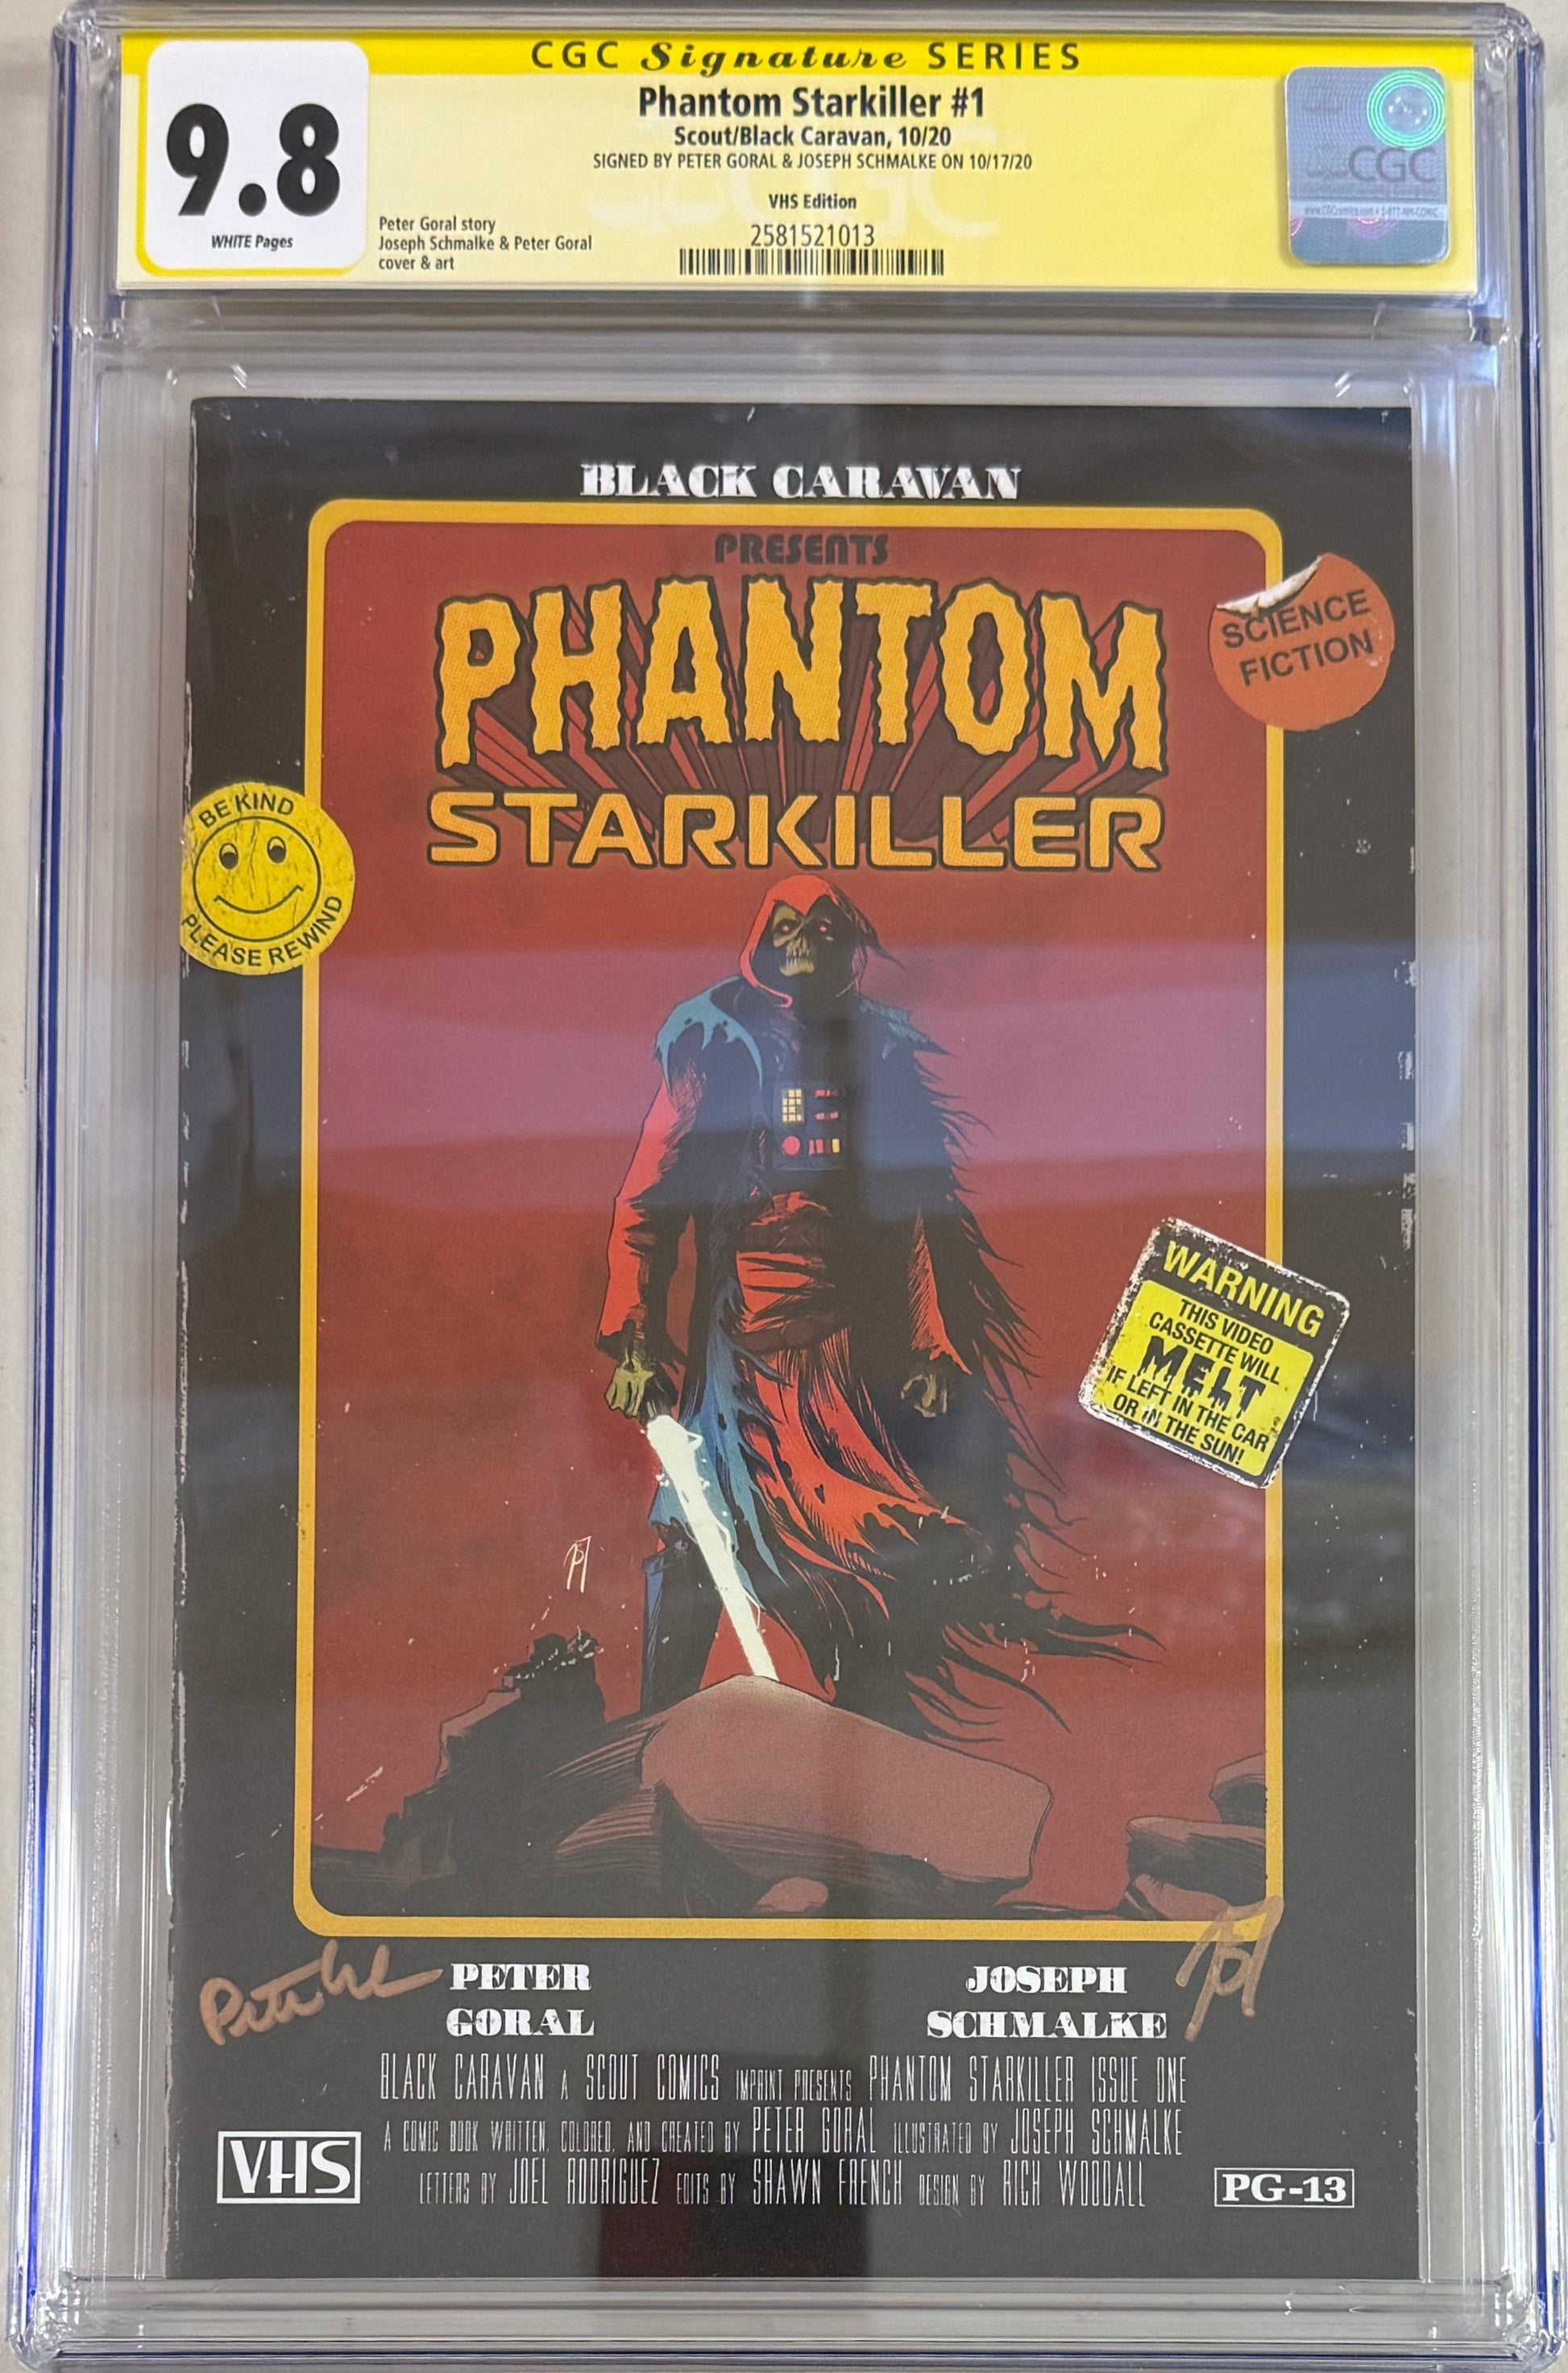 CGC Signature SERIES
9.8
WHITE Pages
Phantom Starkiller #1
Scout/Black Caravan, 10/20
SIGNED BY PETER GORAL & JOSEPH SCHMALKE ON 10/17/20
VHS Edition
2581521013
Peter Goral story
Joseph Schmalke & Peter Goral
cover & art
CGC
BLACK CARAVAN
PRESENTS
PHANTOM
STARKILLER
SCIENCE
FICTION
BE KIND
PLEASE REWIND
WARNING
THIS VIDEO
CASSETTE WILL
MELT
IF LEFT IN THE CAR
OR IN THE SUN!
PETER
GORAL
JOSEPH
SCHMALKE
BLACK CARAVAN A SCOUT COMICS IMPRINT PRESENTS PHANTOM STARKILLER ISSUE ONE
A COMIC BOOK WRITTEN, COLORED, AND CREATED BY PETER GORAL ILLUSTRATED BY JOSEPH SCHMALKE
LETTERS BY JOEL RODRIGUEZ EDITS BY SHAWN FRENCH DESIGN BY RICH WOODALL
VHS
PG-13